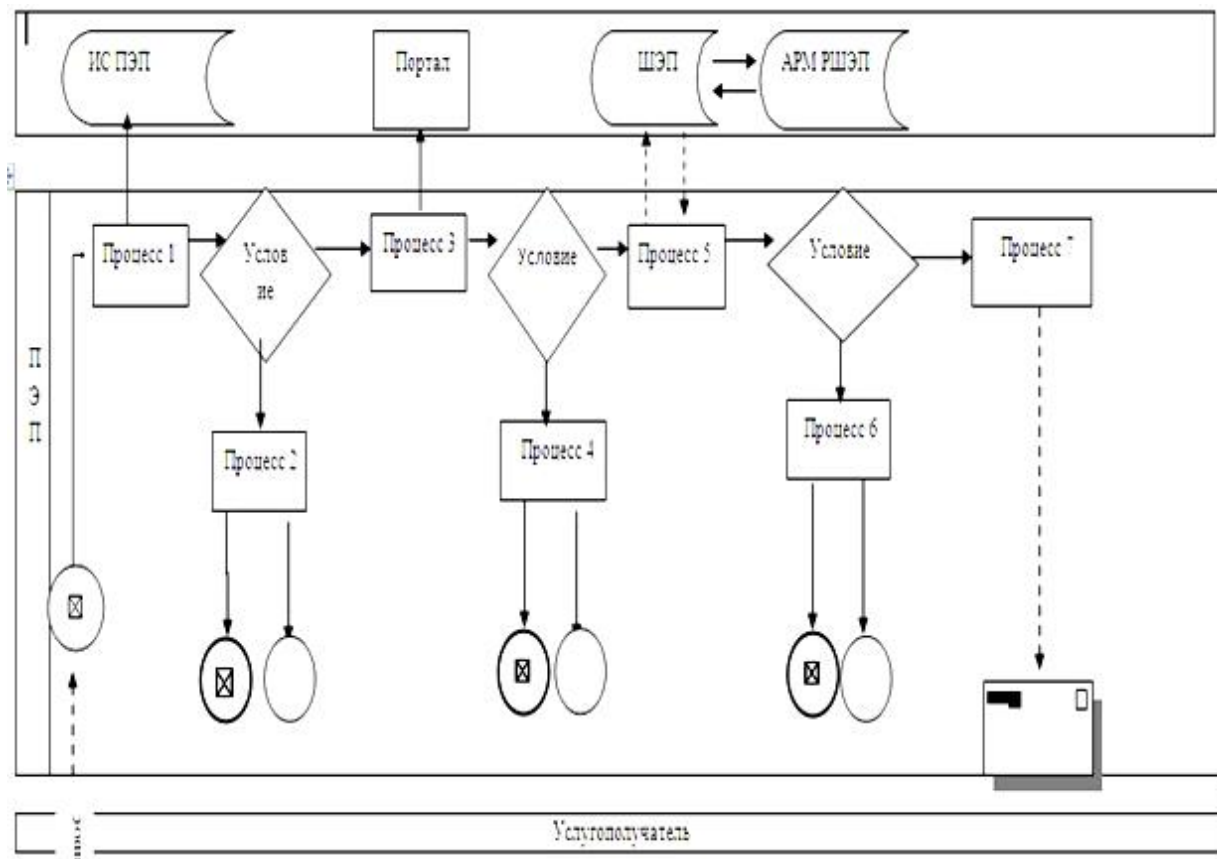 ИС ПЭП
Портал
ШЭП
АРМ РШЭП
Процесс 1
Услов
ие
Процесс 3
Условие
Процесс 5
Условие
Процесс 7
П
Э
П
Процесс 2
Процесс 4
Процесс 6
Услугополучатель